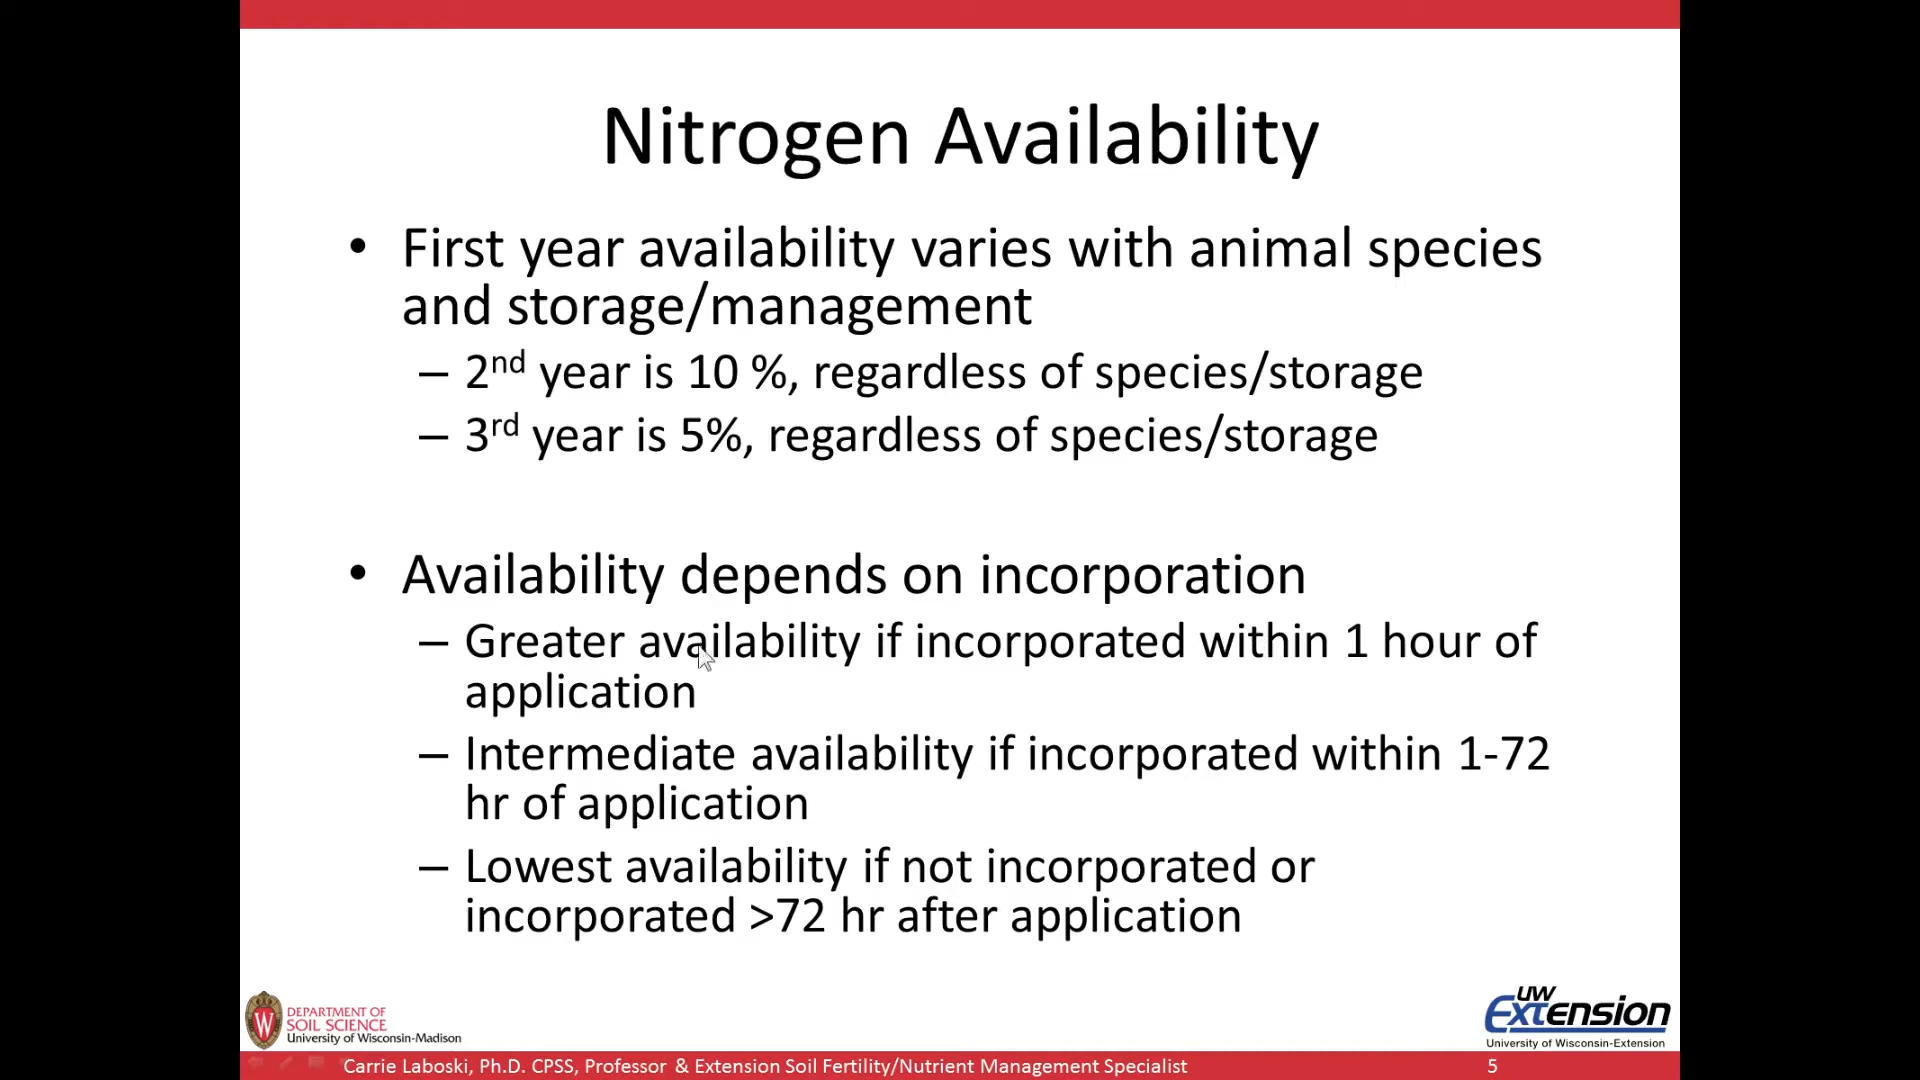 Nitrogen Availability
• First year availability varies with animal species
and storage/management
– 2nd year is 10 %, regardless of species/storage
– 3rd year is 5%, regardless of species/storage
• Availability depends on incorporation
– Greater availability if incorporated within 1 hour of
application
– Intermediate availability if incorporated within 1-72
hr of application
– Lowest availability if not incorporated or
incorporated >72 hr after application
W
DEPARTMENT OF
SOIL SCIENCE
University of Wisconsin-Madison
UW
Extension
University of Wisconsin-Extension
Carrie Laboski, Ph.D. CPSS, Professor & Extension Soil Fertility/Nutrient Management Specialist
5